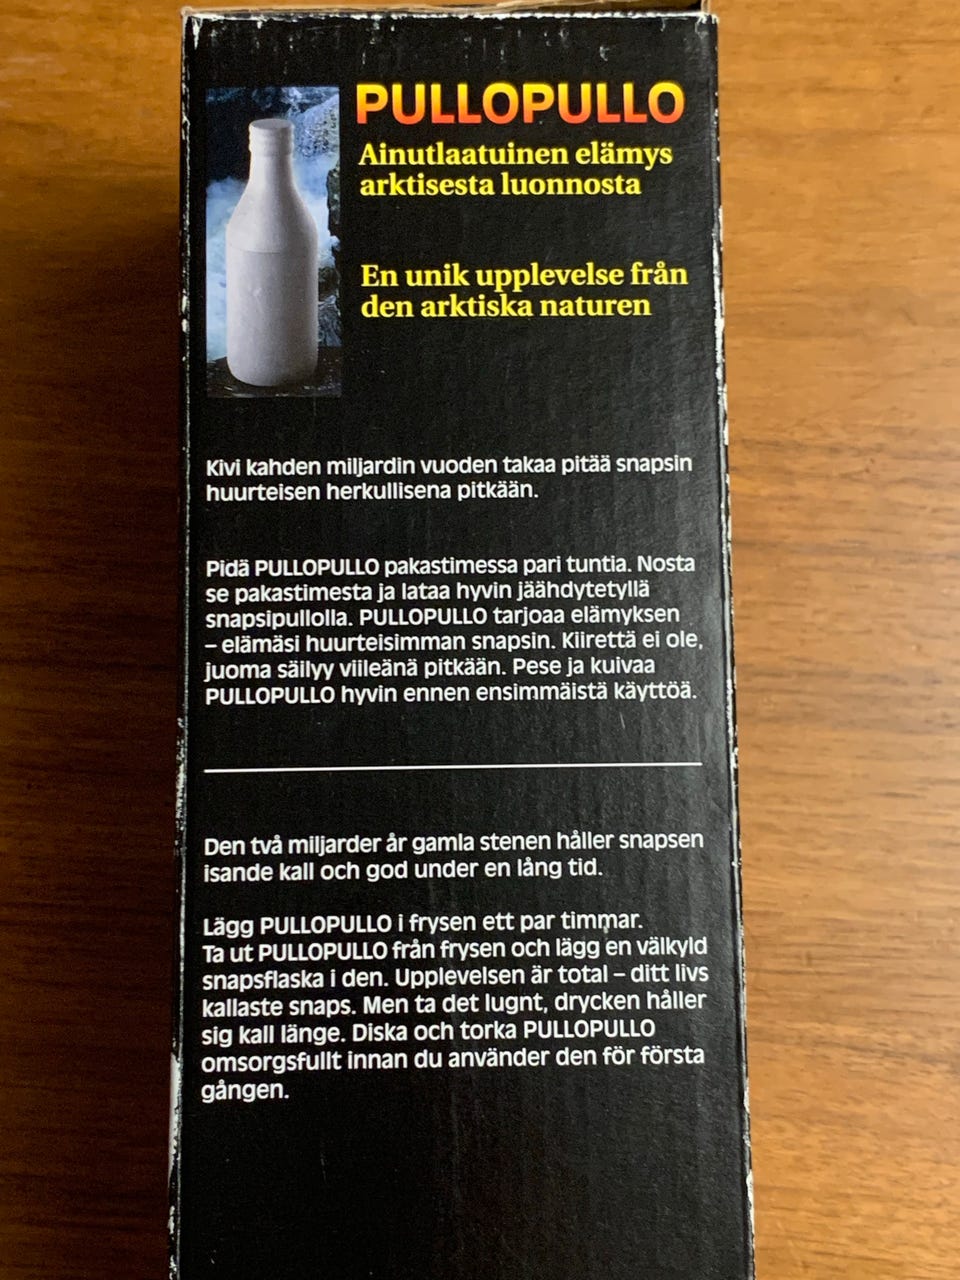 PULLOPULLO
Ainutlaatuinen elämys
arktisesta luonnosta
En unik upplevelse från
den arktiska naturen
Kivi kahden miljardin vuoden takaa pitää snapsin
huurteisen herkullisena pitkään.
Pidä PULLOPULLO pakastimessa pari tuntia. Nosta
se pakastimesta ja lataa hyvin jäähdytetyllä
snapsipullolla. PULLOPULLO tarjoaa elämyksen
– elämäsi huurteisimman snapsin. Kiirettä ei ole,
juoma säilyy viileänä pitkään. Pese ja kuivaa
PULLOPULLO hyvin ennen ensimmäistä käyttöä.
Den två miljarder år gamla stenen håller snapsen
isande kall och god under en lång tid.
Lägg PULLOPULLO i frysen ett par timmar.
Ta ut PULLOPULLO från frysen och lägg en välkyld
snapsflaska i den. Upplevelsen är total – ditt livs
kallaste snaps. Men ta det lugnt, drycken håller
sig kall länge. Diska och torka PULLOPULLO
omsorgsfullt innan du använder den för första
gången.